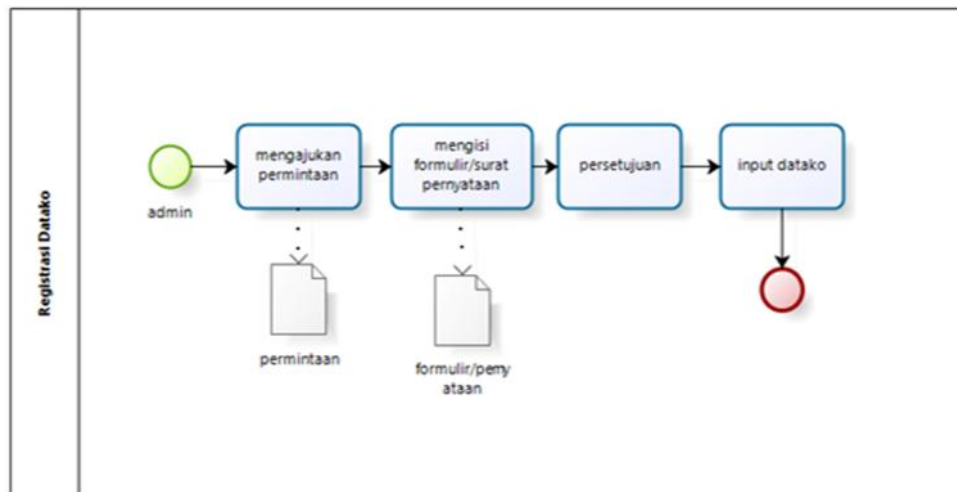 Registrasi Datako
admin
mengajukan
permintaan
mengisi
formulir/surat
pernyataan
persetujuan
input datako
permintaan
formulir/perny
ataan